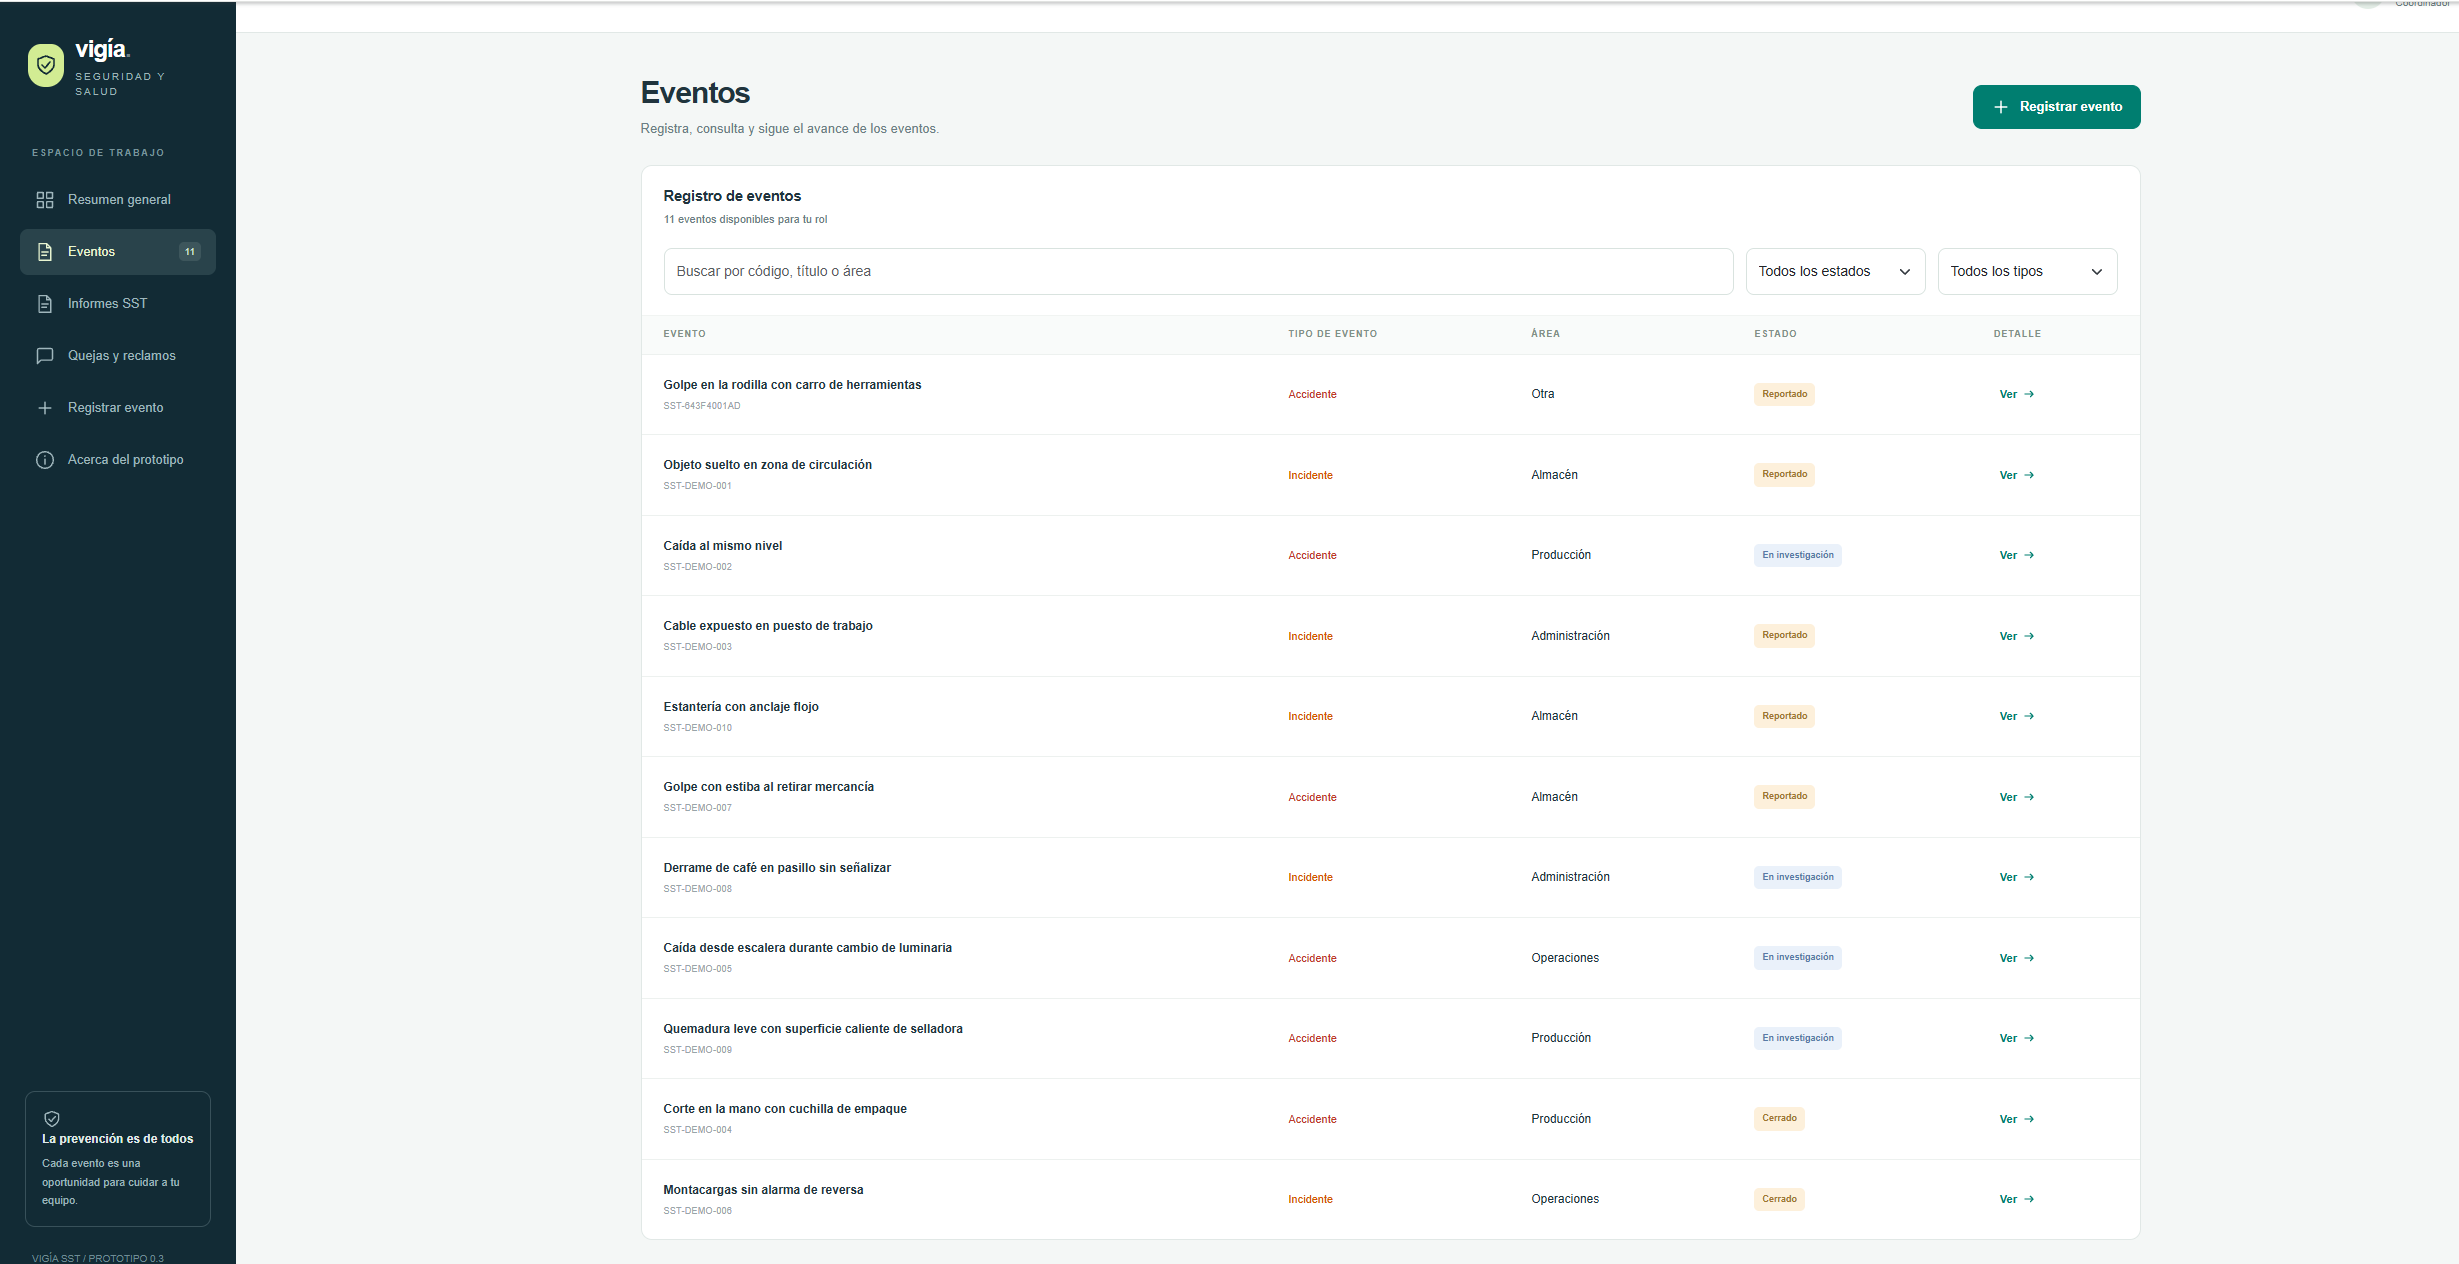 Coordinador
vigía.
SEGURIDAD Y
SALUD
ESPACIO DE TRABAJO
Resumen general
Eventos 11
Informes SST
Quejas y reclamos
Registrar evento
Acerca del prototipo
La prevención es de todos
Cada evento es una
oportunidad para cuidar a tu
equipo.
VIGÍA SST / PROTOTIPO 0.3
Eventos
Registra, consulta y sigue el avance de los eventos.
Registrar evento
Registro de eventos
11 eventos disponibles para tu rol
Buscar por código, título o área
Todos los estados
Todos los tipos
EVENTO TIPO DE EVENTO ÁREA ESTADO DETALLE
Golpe en la rodilla con carro de herramientas
SST-643F4001AD
Accidente Otra Reportado Ver →
Objeto suelto en zona de circulación
SST-DEMO-001
Incidente Almacén Reportado Ver →
Caída al mismo nivel
SST-DEMO-002
Accidente Producción En investigación Ver →
Cable expuesto en puesto de trabajo
SST-DEMO-003
Incidente Administración Reportado Ver →
Estantería con anclaje flojo
SST-DEMO-010
Incidente Almacén Reportado Ver →
Golpe con estiba al retirar mercancía
SST-DEMO-007
Accidente Almacén Reportado Ver →
Derrame de café en pasillo sin señalizar
SST-DEMO-008
Incidente Administración En investigación Ver →
Caída desde escalera durante cambio de luminaria
SST-DEMO-005
Accidente Operaciones En investigación Ver →
Quemadura leve con superficie caliente de selladora
SST-DEMO-009
Accidente Producción En investigación Ver →
Corte en la mano con cuchilla de empaque
SST-DEMO-004
Accidente Producción Cerrado Ver →
Montacargas sin alarma de reversa
SST-DEMO-006
Incidente Operaciones Cerrado Ver →